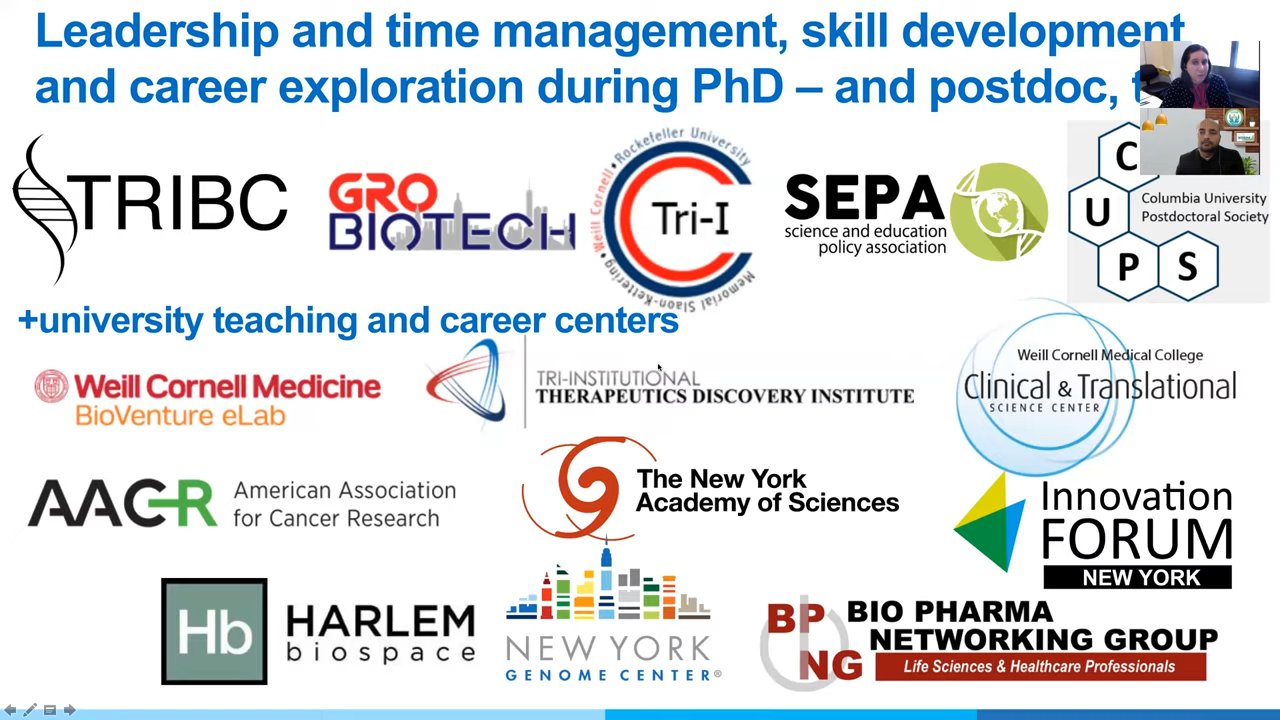 Leadership and time management, skill development
and career exploration during PhD – and postdoc, t
TRIBC
GRO
BIOTECH
Rockefeller University
Weill Cornell
Tri-I
Memorial Slaon-Kettering
SEPA
science and education
policy association
C
U
P S
Columbia University
Postdoctoral Society
+university teaching and career centers
Weill Cornell Medicine
BioVenture eLab
TRI-INSTITUTIONAL
THERAPEUTICS DISCOVERY INSTITUTE
Weill Cornell Medical College
Clinical & Translational
SCIENCE CENTER
AACR
American Association
for Cancer Research
The New York
Academy of Sciences
Innovation
FORUM
NEW YORK
Hb
HARLEM
biospace
NEW YORK
GENOME CENTER®
BP
NG
BIO PHARMA
NETWORKING GROUP
Life Sciences & Healthcare Professionals